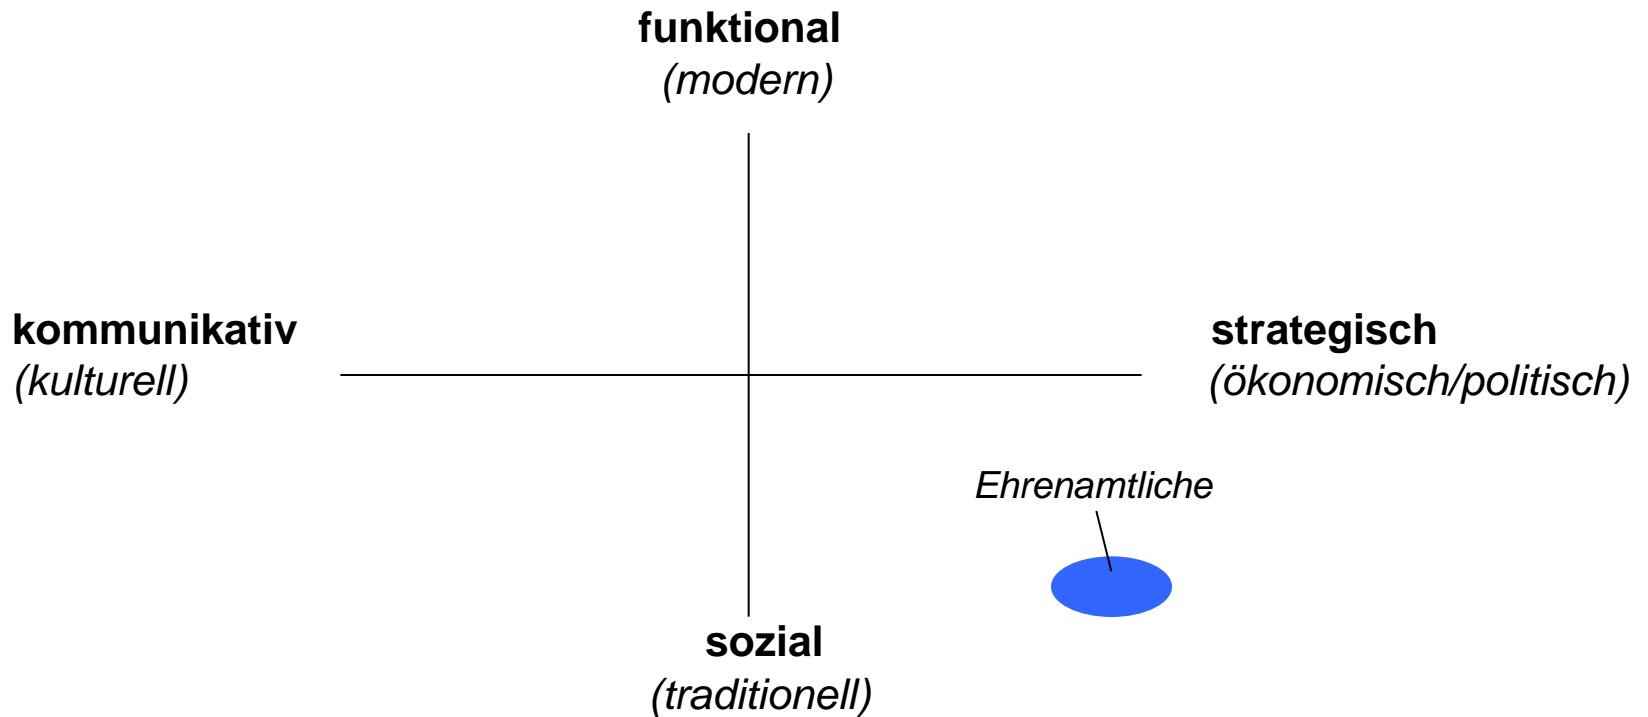 funktional
(modern)
kommunikativ
(kulturell)
strategisch
(ökonomisch/politisch)
Ehrenamtliche
sozial
(traditionell)